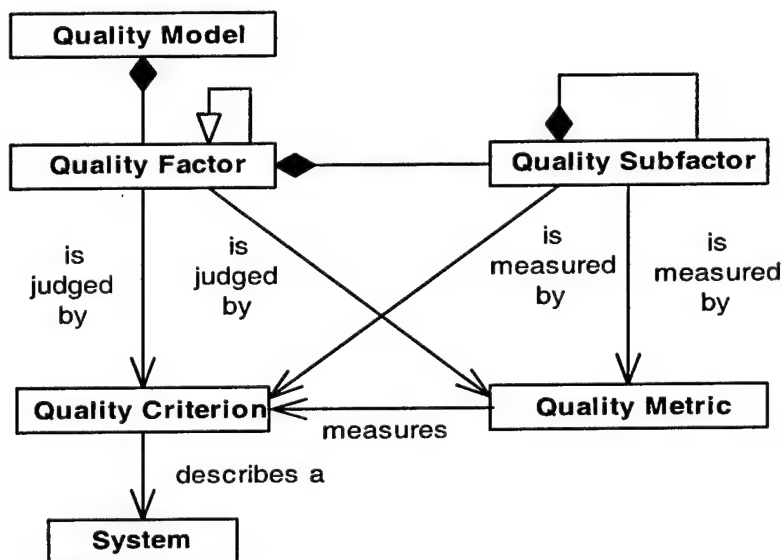 Quality Model
Quality Factor
Quality Subfactor
is
judged
by
is
judged
by
is
measured
by
is
measured
by
Quality Criterion
Quality Metric
measures
describes a
System